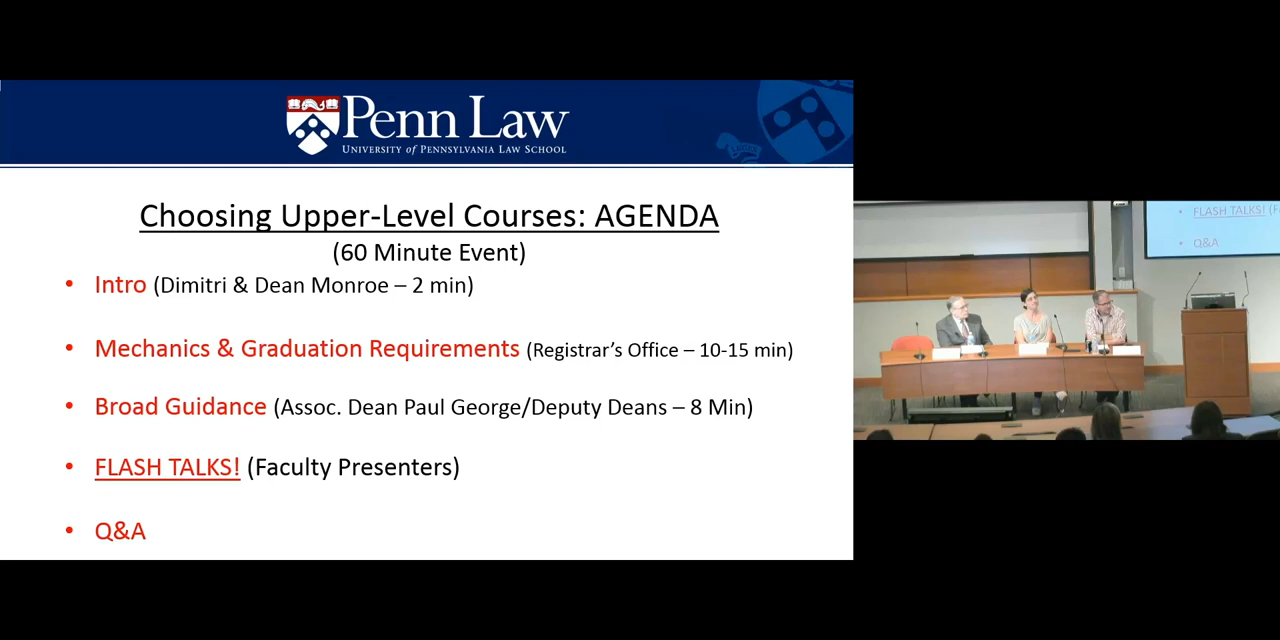 Penn Law
UNIVERSITY of PENNSYLVANIA LAW SCHOOL
Choosing Upper-Level Courses: AGENDA
(60 Minute Event)
• Intro (Dimitri & Dean Monroe – 2 min)
• Mechanics & Graduation Requirements (Registrar's Office – 10-15 min)
• Broad Guidance (Assoc. Dean Paul George/Deputy Deans – 8 Min)
• FLASH TALKS! (Faculty Presenters)
• Q&A
• FLASH TALKS! (F
• Q&A